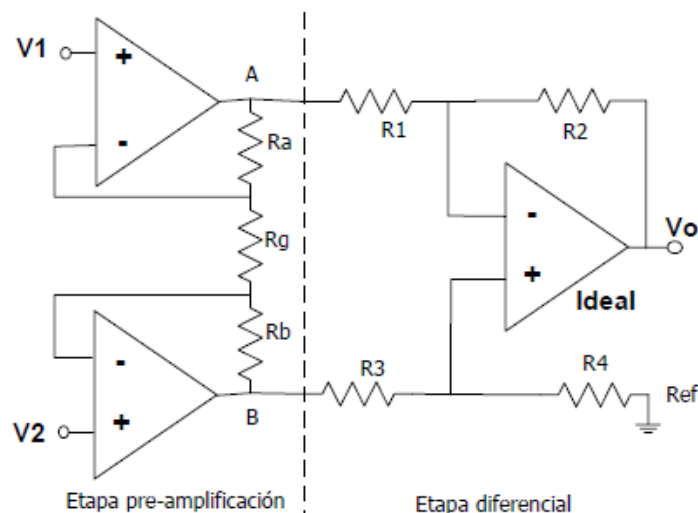 V1
+
-
A
Ra
Rg
Rb
B
-
+
V2
R1
R2
-
+
Vo
Ideal
R3
R4
Ref
Etapa pre-amplificación
Etapa diferencial